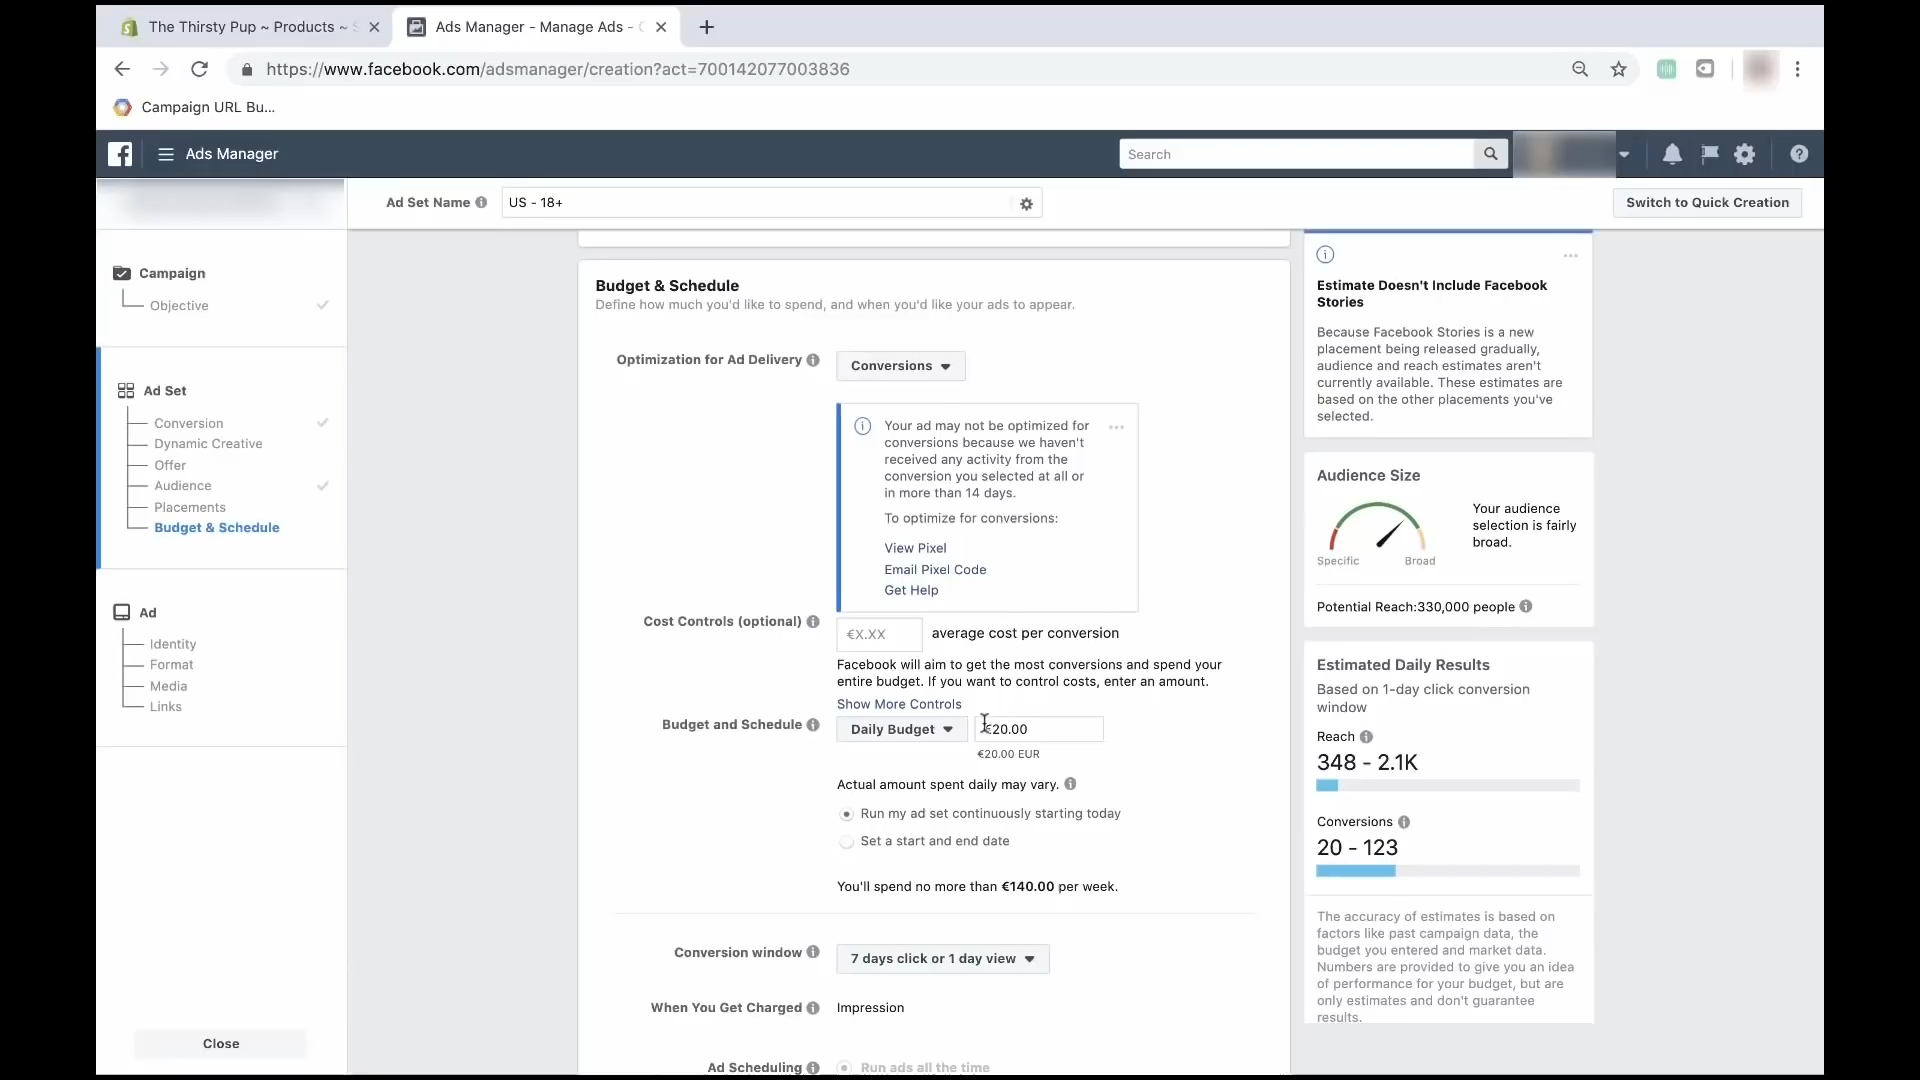 The Thirsty Pup ~ Products ~
Ads Manager - Manage Ads -
https://www.facebook.com/adsmanager/creation?act=700142077003836
Campaign URL Bu...
Ads Manager
Search
Ad Set Name
US - 18+
Switch to Quick Creation
Campaign
Objective
Ad Set
Conversion
Dynamic Creative
Offer
Audience
Placements
Budget & Schedule
Ad
Identity
Format
Media
Links
Close
Budget & Schedule
Define how much you'd like to spend, and when you'd like your ads to appear.
Optimization for Ad Delivery
Conversions
Your ad may not be optimized for
conversions because we haven't
received any activity from the
conversion you selected at all or
in more than 14 days.
To optimize for conversions:
View Pixel
Email Pixel Code
Get Help
Cost Controls (optional)
€X.XX average cost per conversion
Facebook will aim to get the most conversions and spend your
entire budget. If you want to control costs, enter an amount.
Show More Controls
Budget and Schedule
Daily Budget
€20.00
€20.00 EUR
Actual amount spent daily may vary.
Run my ad set continuously starting today
Set a start and end date
You'll spend no more than €140.00 per week.
Conversion window
7 days click or 1 day view
When You Get Charged
Impression
Ad Scheduling
Run ads all the time
Estimate Doesn't Include Facebook
Stories
Because Facebook Stories is a new
placement being released gradually,
audience and reach estimates aren't
currently available. These estimates are
based on the other placements you've
selected.
Audience Size
Your audience
selection is fairly
broad.
Specific
Broad
Potential Reach:330,000 people
Estimated Daily Results
Based on 1-day click conversion
window
Reach
348 - 2.1K
Conversions
20 - 123
The accuracy of estimates is based on
factors like past campaign data, the
budget you entered and market data.
Numbers are provided to give you an idea
of performance for your budget, but are
only estimates and don't guarantee
results.